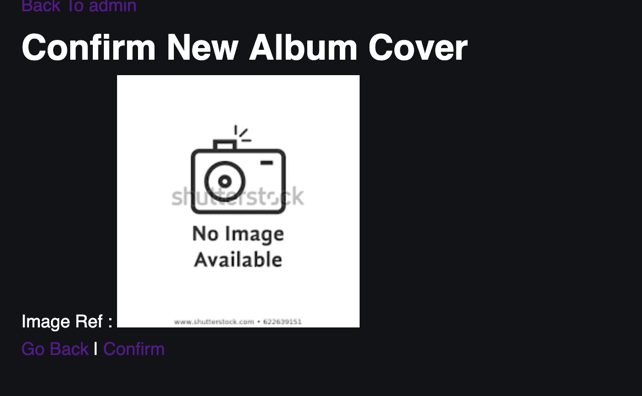 Back To admin
Confirm New Album Cover
shutterstock
No Image
Available
www.shutterstock.com • 622639151
Image Ref :
Go Back | Confirm